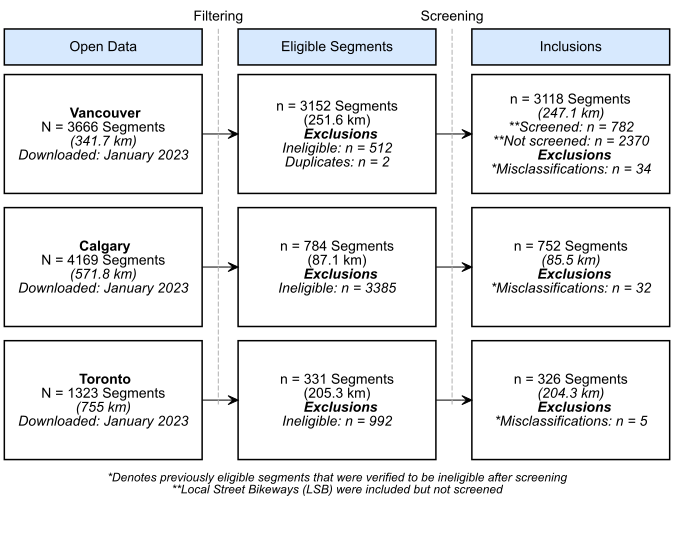 Filtering
Screening
Open Data
Eligible Segments
Inclusions
Vancouver
N = 3666 Segments
(341.7 km)
Downloaded: January 2023
n = 3152 Segments
(251.6 km)
Exclusions
Ineligible: n = 512
Duplicates: n = 2
n = 3118 Segments
(247.1 km)
**Screened: n = 782
**Not screened: n = 2370
Exclusions
*Misclassifications: n = 34
Calgary
N = 4169 Segments
(571.8 km)
Downloaded: January 2023
n = 784 Segments
(87.1 km)
Exclusions
Ineligible: n = 3385
n = 752 Segments
(85.5 km)
Exclusions
*Misclassifications: n = 32
Toronto
N = 1323 Segments
(755 km)
Downloaded: January 2023
n = 331 Segments
(205.3 km)
Exclusions
Ineligible: n = 992
n = 326 Segments
(204.3 km)
Exclusions
*Misclassifications: n = 5
*Denotes previously eligible segments that were verified to be ineligible after screening
**Local Street Bikeways (LSB) were included but not screened